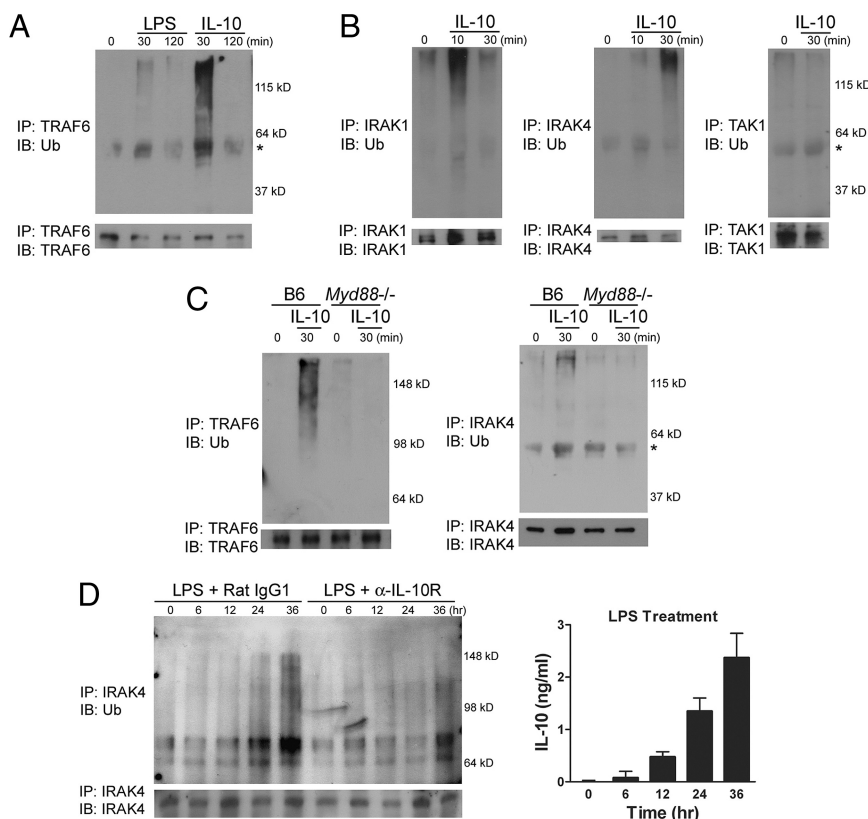 A
LPS IL-10
0 30 120 30 120 (min)
115 kD
IP: TRAF6
IB: Ub
64 kD
*
37 kD
IP: TRAF6
IB: TRAF6
B
IL-10
0 10 30 (min)
IP: IRAK1
IB: Ub
IP: IRAK1
IB: IRAK1
IL-10
0 10 30 (min)
IP: IRAK4
IB: Ub
IP: IRAK4
IB: IRAK4
IL-10
0 30 (min)
115 kD
IP: TAK1
IB: Ub
64 kD
*
37 kD
IP: TAK1
IB: TAK1
C
B6 Myd88-/-
IL-10 IL-10
0 30 0 30 (min)
148 kD
IP: TRAF6
IB: Ub
98 kD
64 kD
IP: TRAF6
IB: TRAF6
B6 Myd88-/-
IL-10 IL-10
0 30 0 30 (min)
115 kD
IP: IRAK4
IB: Ub
64 kD
*
37 kD
IP: IRAK4
IB: IRAK4
D
LPS + Rat IgG1 LPS + α-IL-10R
0 6 12 24 36 0 6 12 24 36 (hr)
148 kD
IP: IRAK4
IB: Ub
98 kD
64 kD
IP: IRAK4
IB: IRAK4
LPS Treatment
IL-10 (ng/ml)
3
2
1
0
0 6 12 24 36
Time (hr)